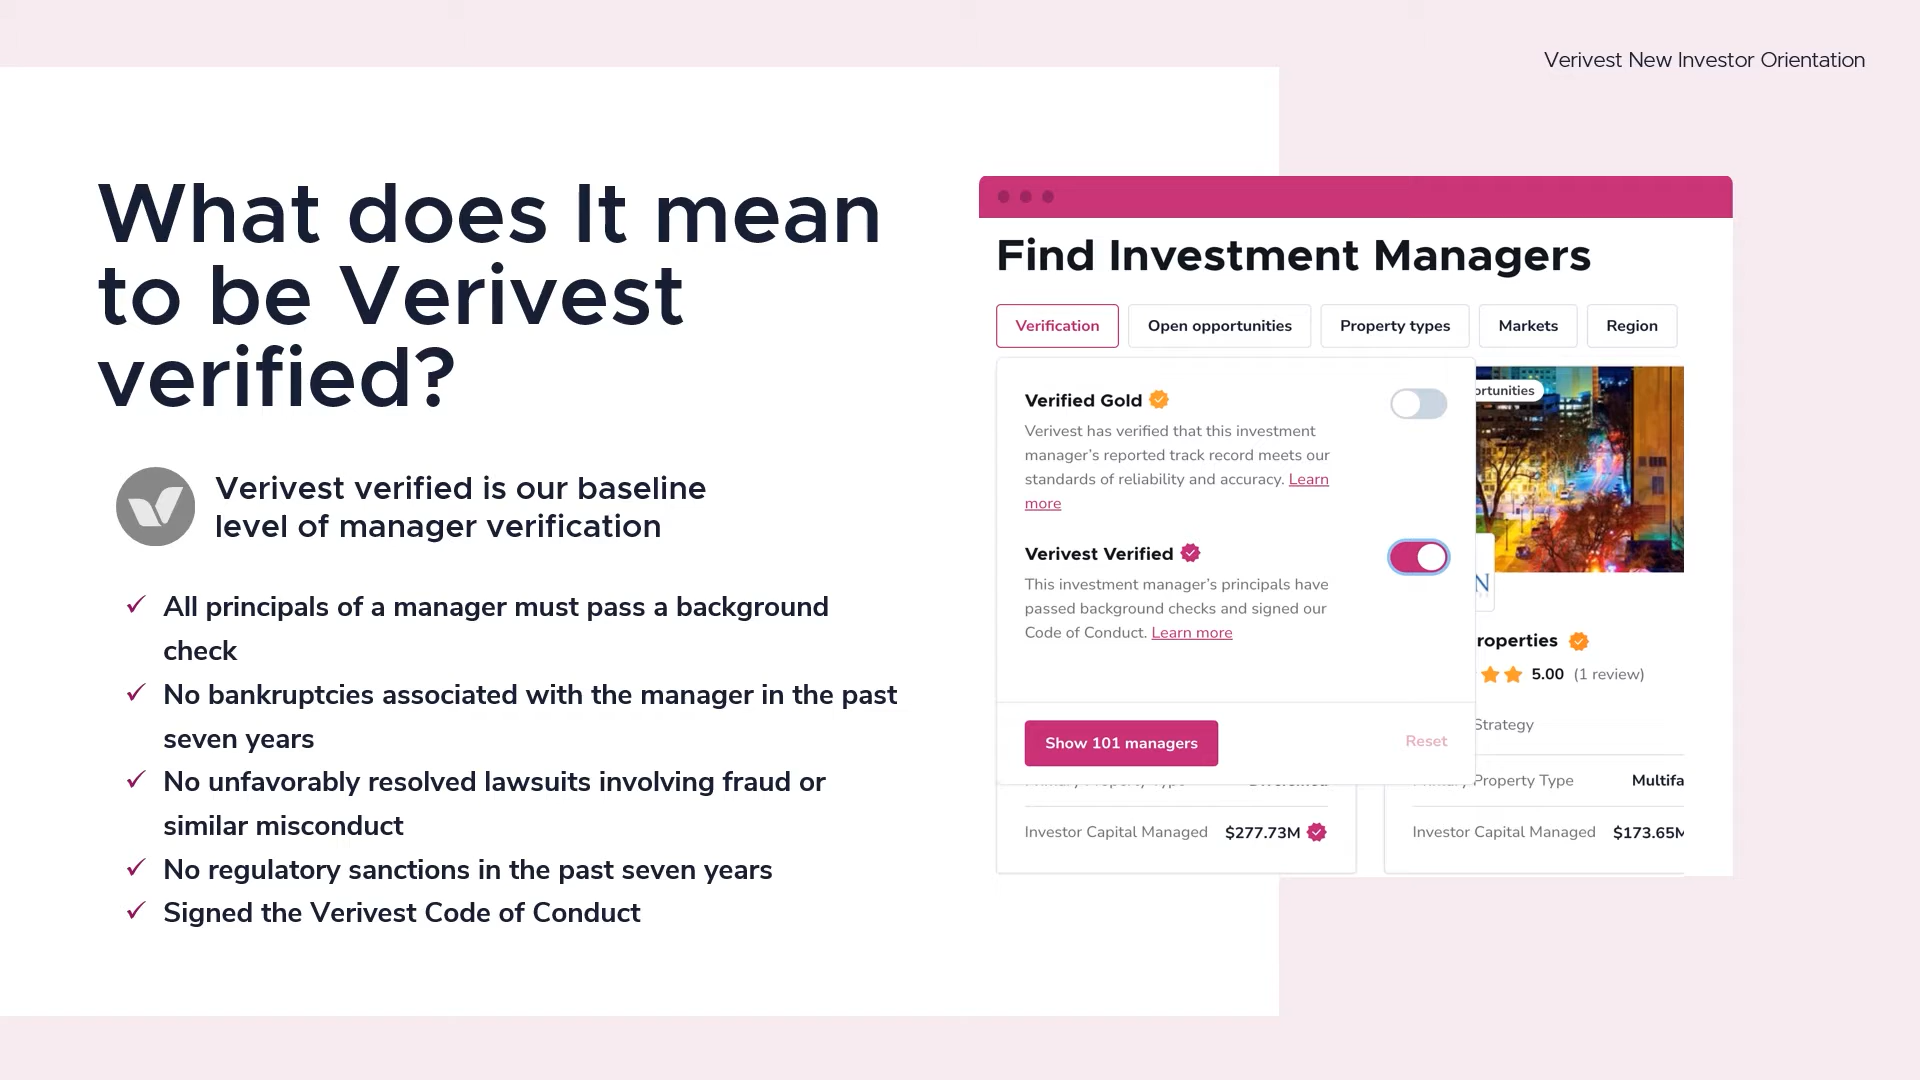 Verivest New Investor Orientation
What does It mean
to be Verivest
verified?
Verivest verified is our baseline
level of manager verification
✓ All principals of a manager must pass a background
check
✓ No bankruptcies associated with the manager in the past
seven years
✓ No unfavorably resolved lawsuits involving fraud or
similar misconduct
✓ No regulatory sanctions in the past seven years
✓ Signed the Verivest Code of Conduct
Find Investment Managers
Verification Open opportunities Property types Markets Region
Verified Gold
Verivest has verified that this investment
manager’s reported track record meets our
standards of reliability and accuracy. Learn
more
Verivest Verified
This investment manager’s principals have
passed background checks and signed our
Code of Conduct. Learn more
Show 101 managers Reset
ortunities
N
roperties
5.00 (1 review)
Strategy
Property Type Multifa
Investor Capital Managed $277.73M
Investor Capital Managed $173.65M